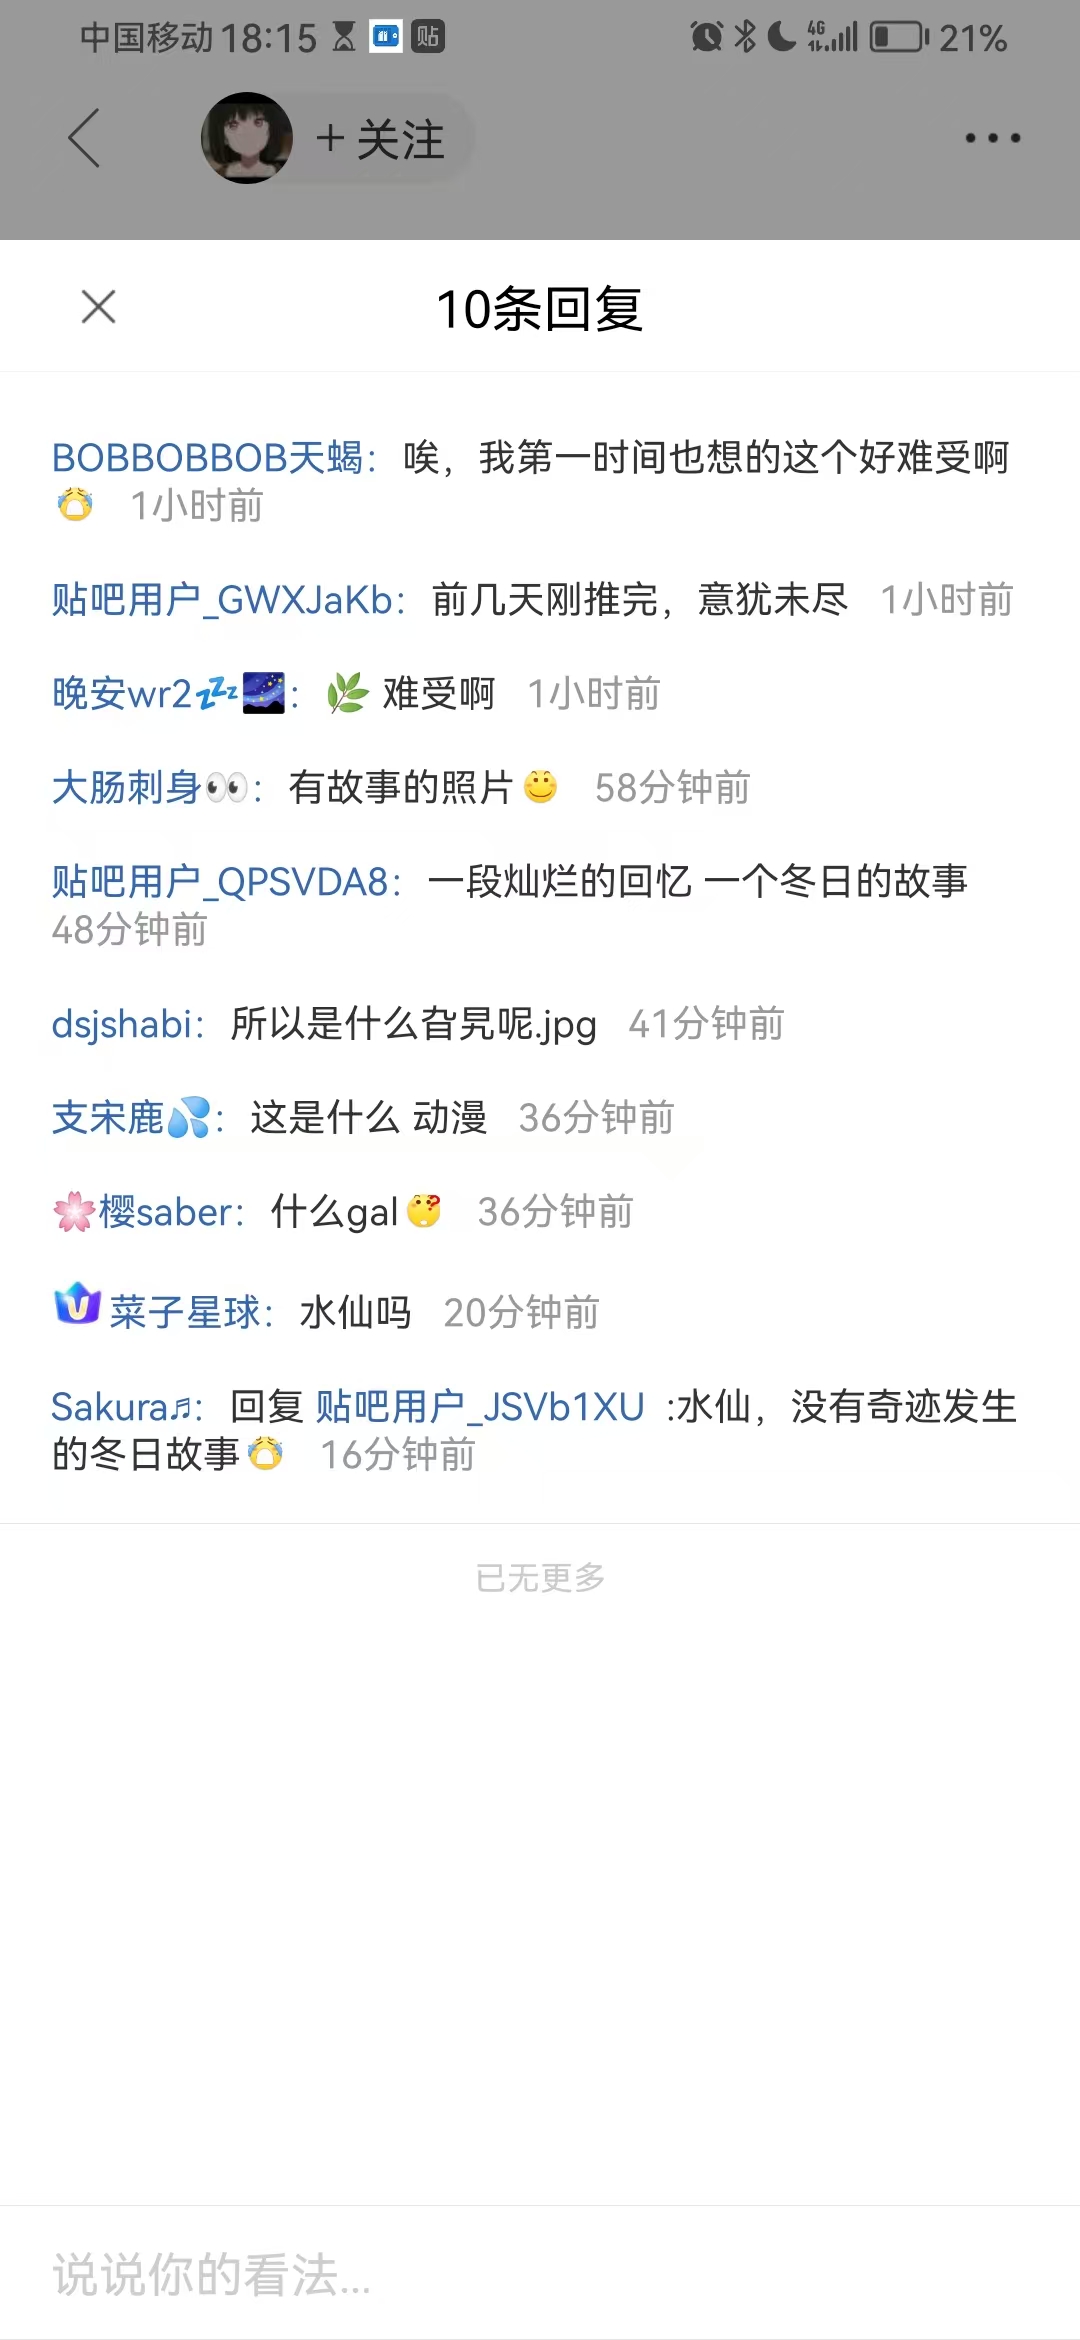 中国移动 18:15 贴 4G 21%
+ 关注
10条回复
BOBBOBBOB天蝎： 唉，我第一时间也想的这个好难受啊
😭 1小时前
贴吧用户_GWXJaKb： 前几天刚推完，意犹未尽 1小时前
晚安wr2💤🌌： 🌿 难受啊 1小时前
大肠刺身👀： 有故事的照片 58分钟前
贴吧用户_QPSVDA8： 一段灿烂的回忆 一个冬日的故事
48分钟前
dsjshabi： 所以是什么旮旯呢.jpg 41分钟前
支宋鹿💦： 这是什么 动漫 36分钟前
🌸樱saber： 什么gal 36分钟前
菜子星球： 水仙吗 20分钟前
Sakura♬： 回复 贴吧用户_JSVb1XU :水仙，没有奇迹发生
的冬日故事😭 16分钟前
已无更多
说说你的看法...